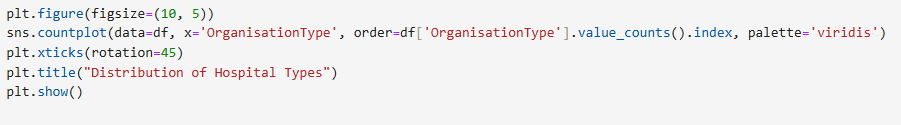 plt.figure(figsize=(10, 5))
sns.countplot(data=df, x='OrganisationType', order=df['OrganisationType'].value_counts().index, palette='viridis')
plt.xticks(rotation=45)
plt.title("Distribution of Hospital Types")
plt.show()